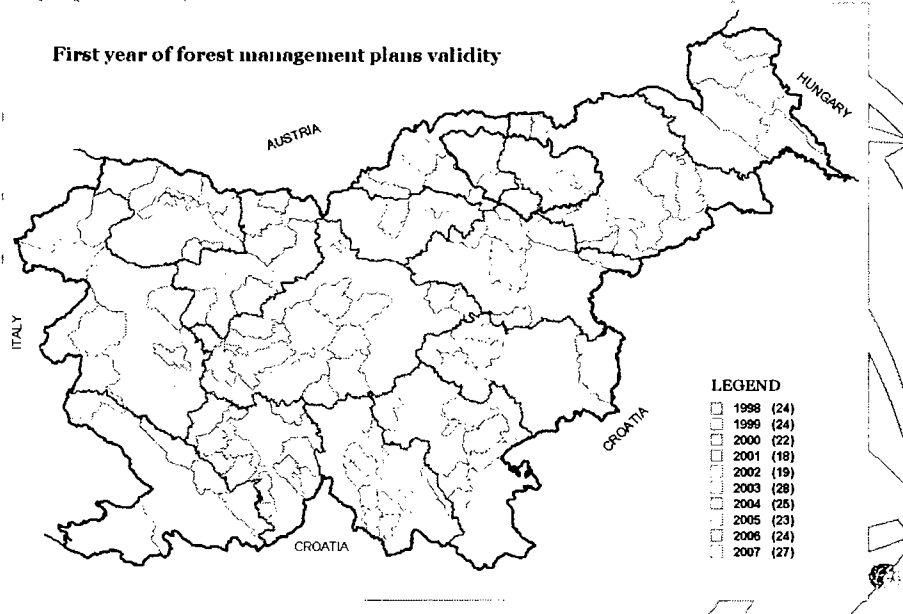 First year of forest management plans validity
AUSTRIA
HUNGARY
ITALY
CROATIA
CROATIA
LEGEND
1998 (24)
1999 (24)
2000 (22)
2001 (18)
2002 (19)
2003 (28)
2004 (25)
2005 (23)
2006 (24)
2007 (27)